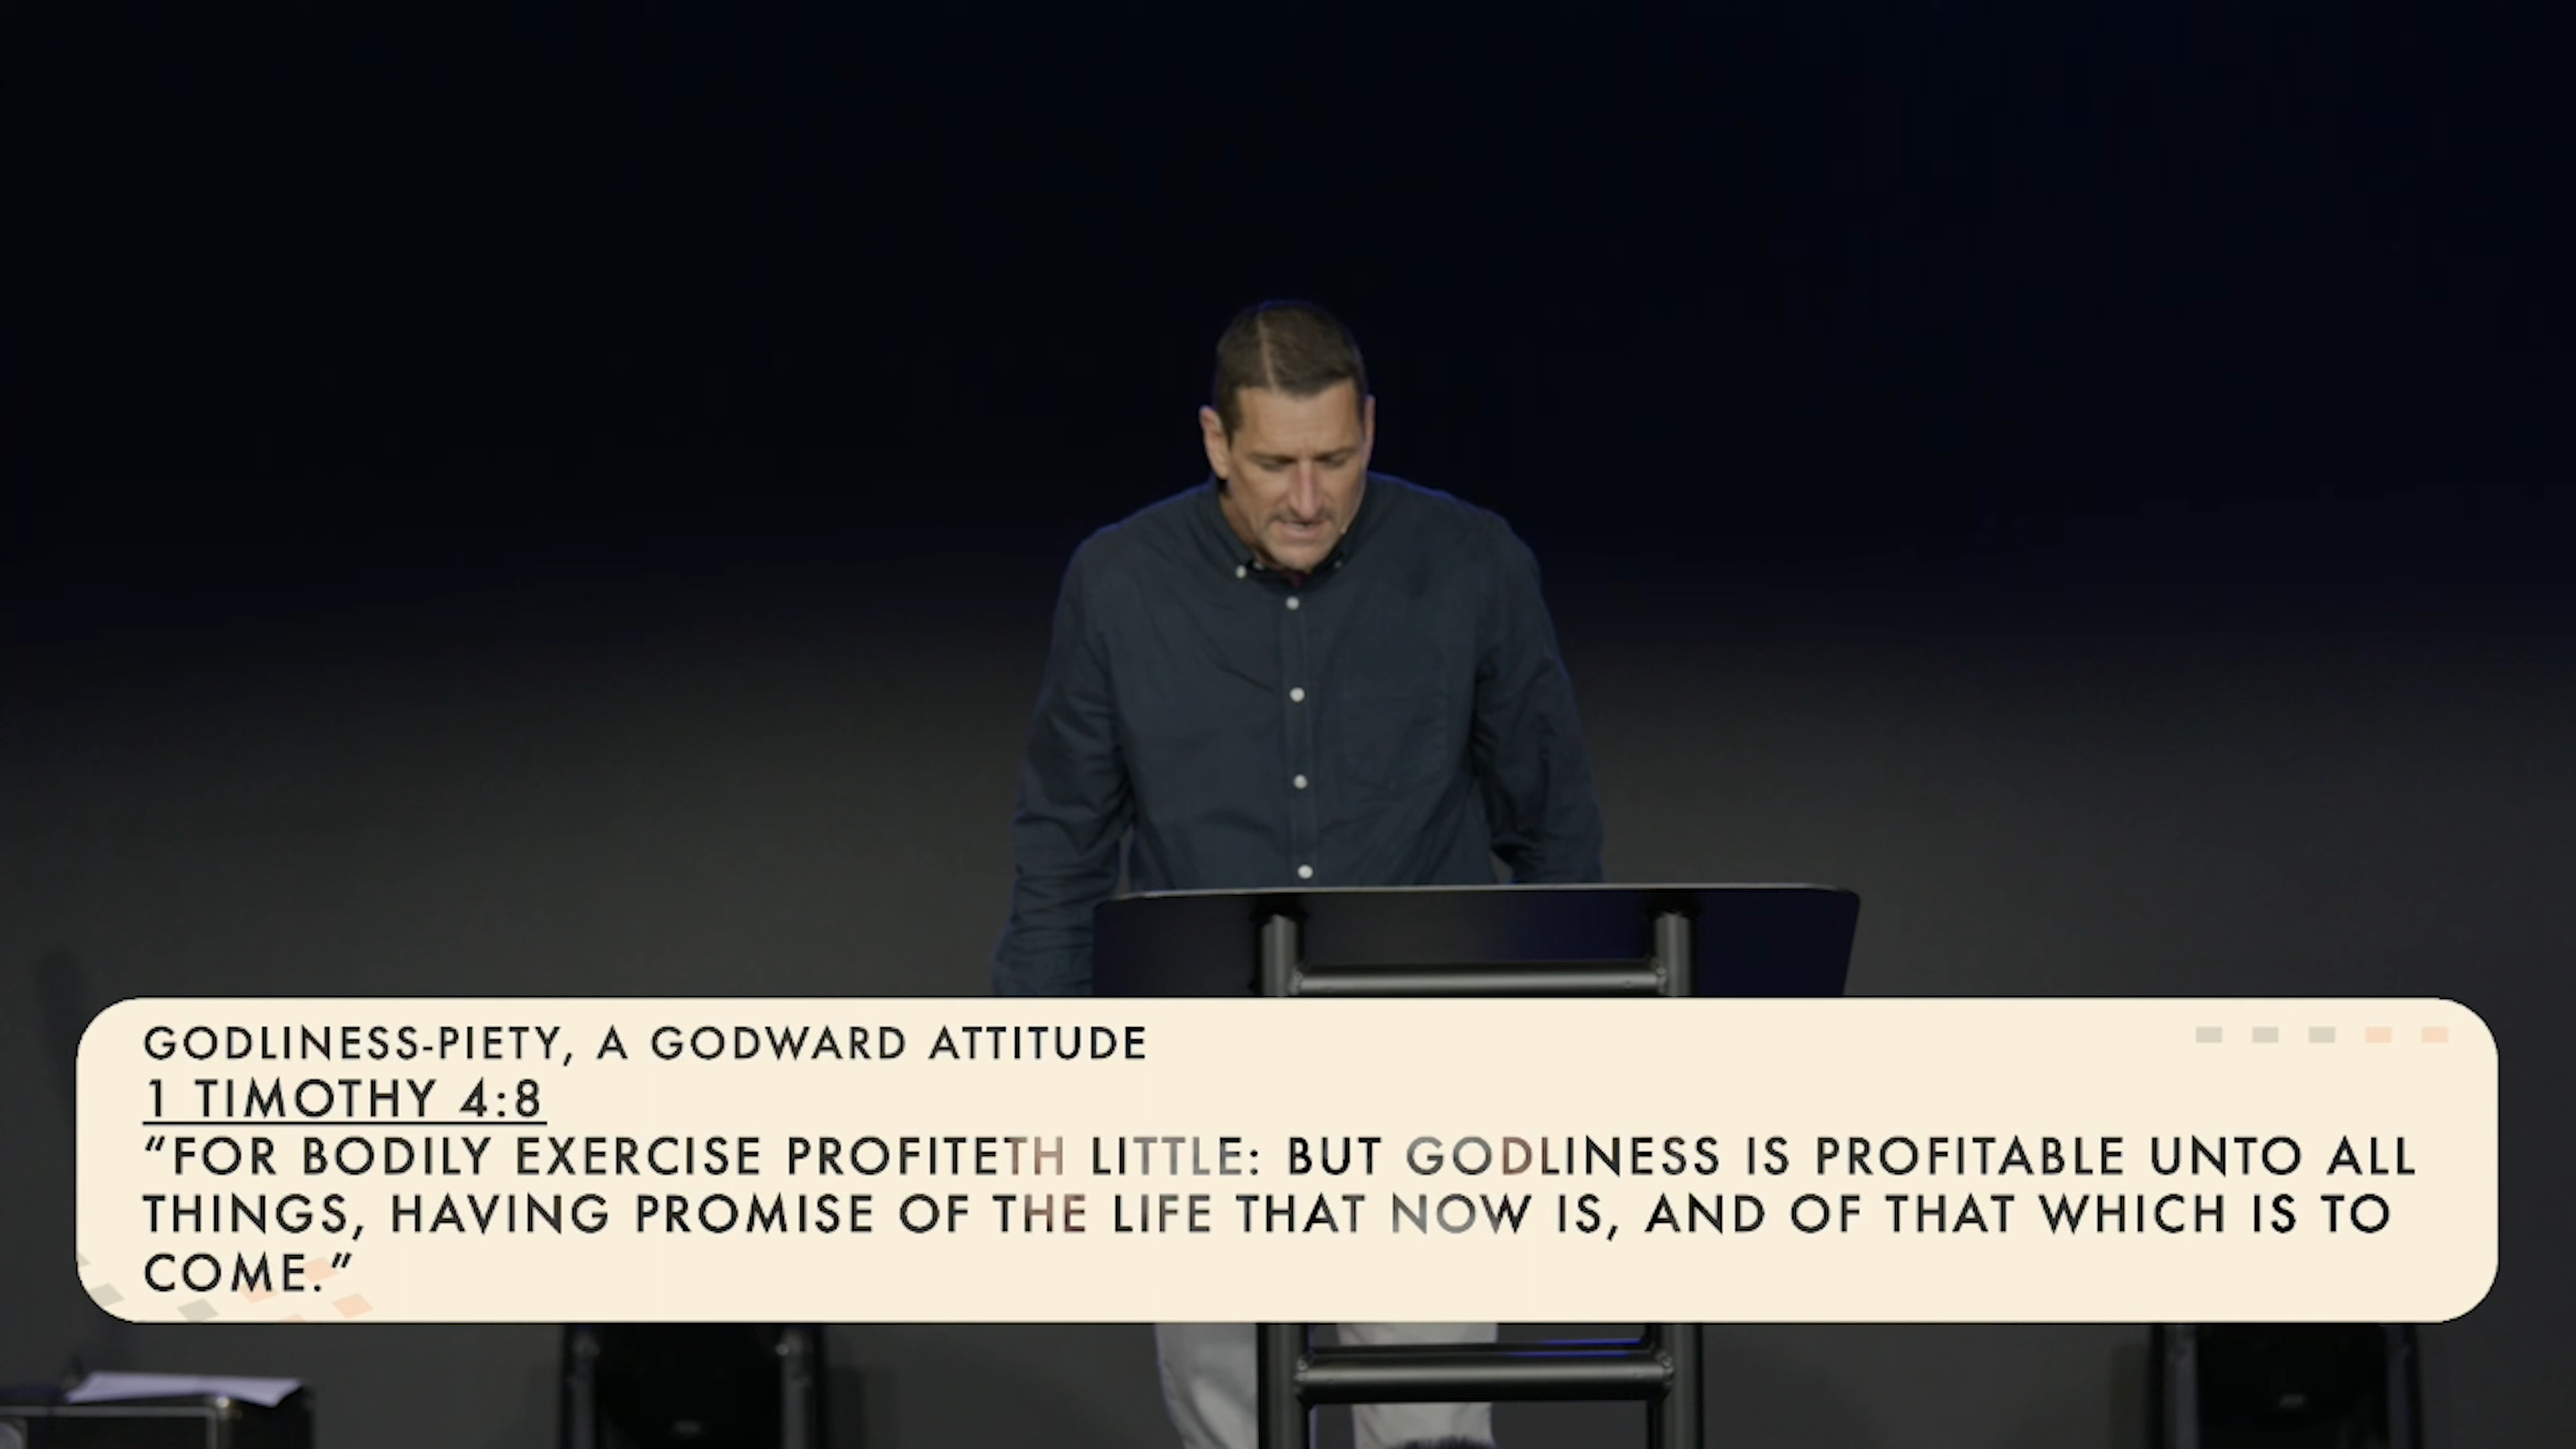 GODLINESS-PIETY, A GODWARD ATTITUDE
1 TIMOTHY 4:8
“FOR BODILY EXERCISE PROFITETH LITTLE: BUT GODLINESS IS PROFITABLE UNTO ALL
THINGS, HAVING PROMISE OF THE LIFE THAT NOW IS, AND OF THAT WHICH IS TO
COME.”